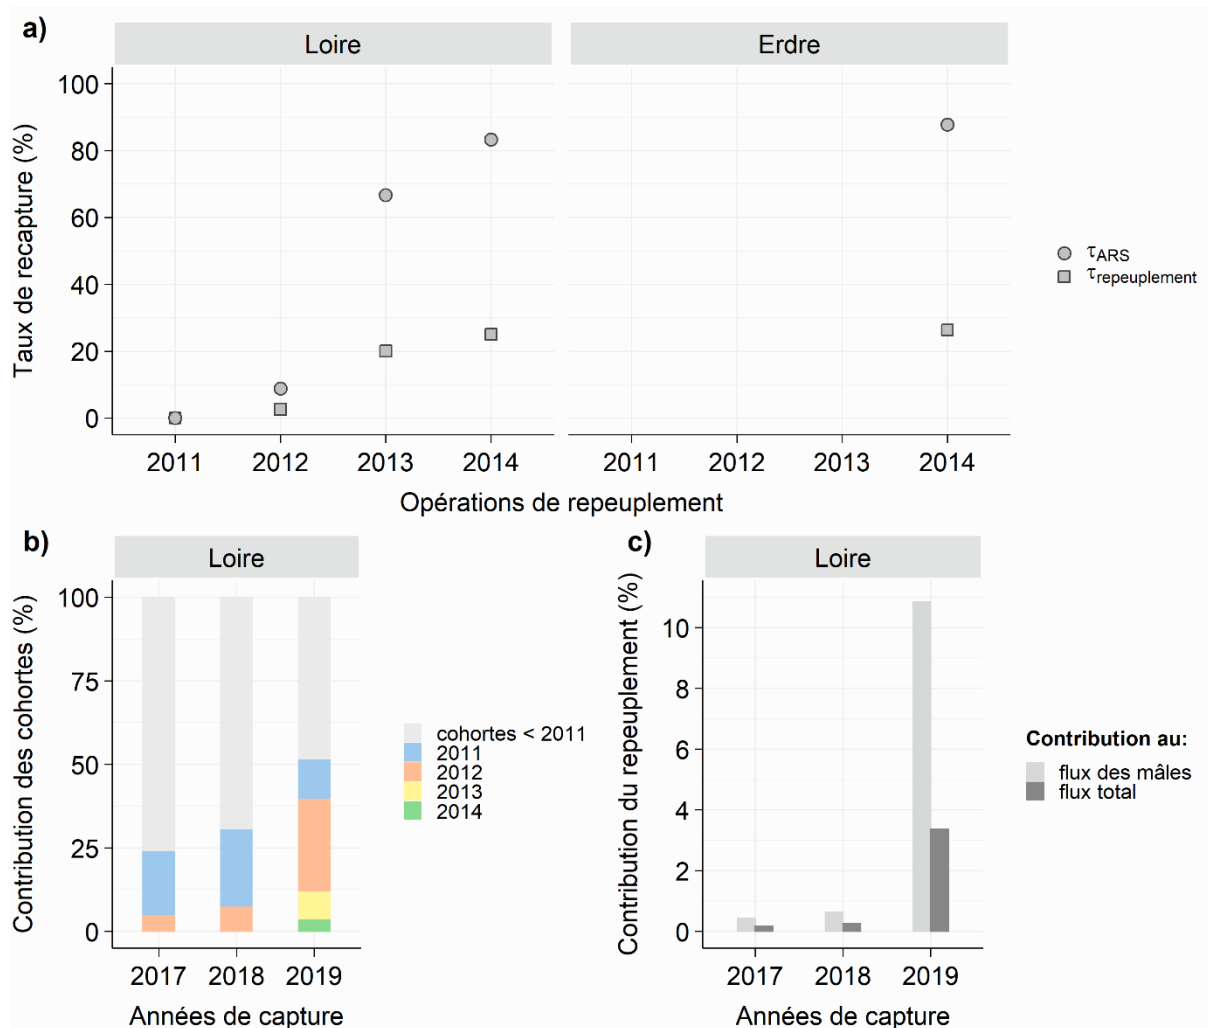 a)
Loire
Erdre
Taux de recapture (%)
100
80
60
40
20
0
2011 2012 2013 2014
2011 2012 2013 2014
Opérations de repeuplement
τARS
τrepeuplement
b)
Loire
Contribution des cohortes (%)
100
75
50
25
0
2017 2018 2019
Années de capture
cohortes < 2011
2011
2012
2013
2014
c)
Loire
Contribution du repeuplement (%)
10
8
6
4
2
0
2017 2018 2019
Années de capture
Contribution au:
flux des mâles
flux total